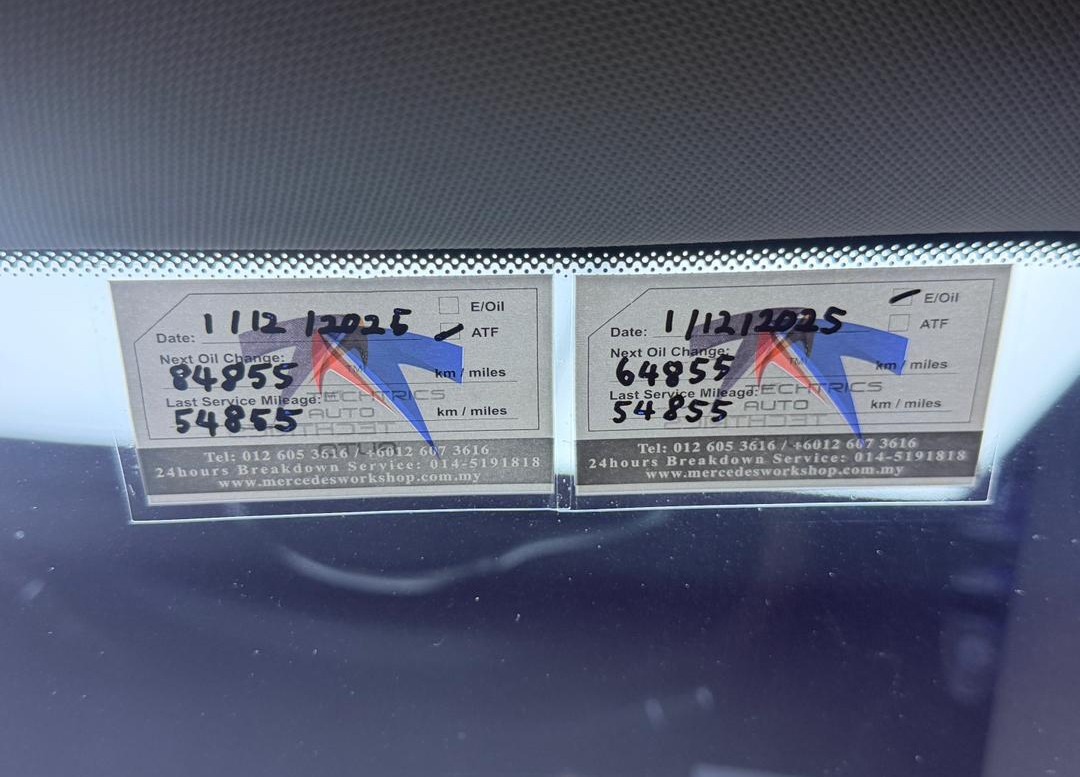 E/Oil
ATF
Date: 1/12/2025
Next Oil Change:
84855 km / miles
Last Service Mileage:
54855 km / miles
TECHTRICS
AUTO
Tel: 012 605 3616 / +6012 667 3616
24hours Breakdown Service: 014-5191818
www.mercedesworkshop.com.my
E/Oil
ATF
Date: 1/12/2025
Next Oil Change:
64855 km / miles
Last Service Mileage:
54855 km / miles
TECHTRICS
AUTO
TM
Tel: 012 605 3616 / +6012 667 3616
24hours Breakdown Service: 014-5191818
www.mercedesworkshop.com.my